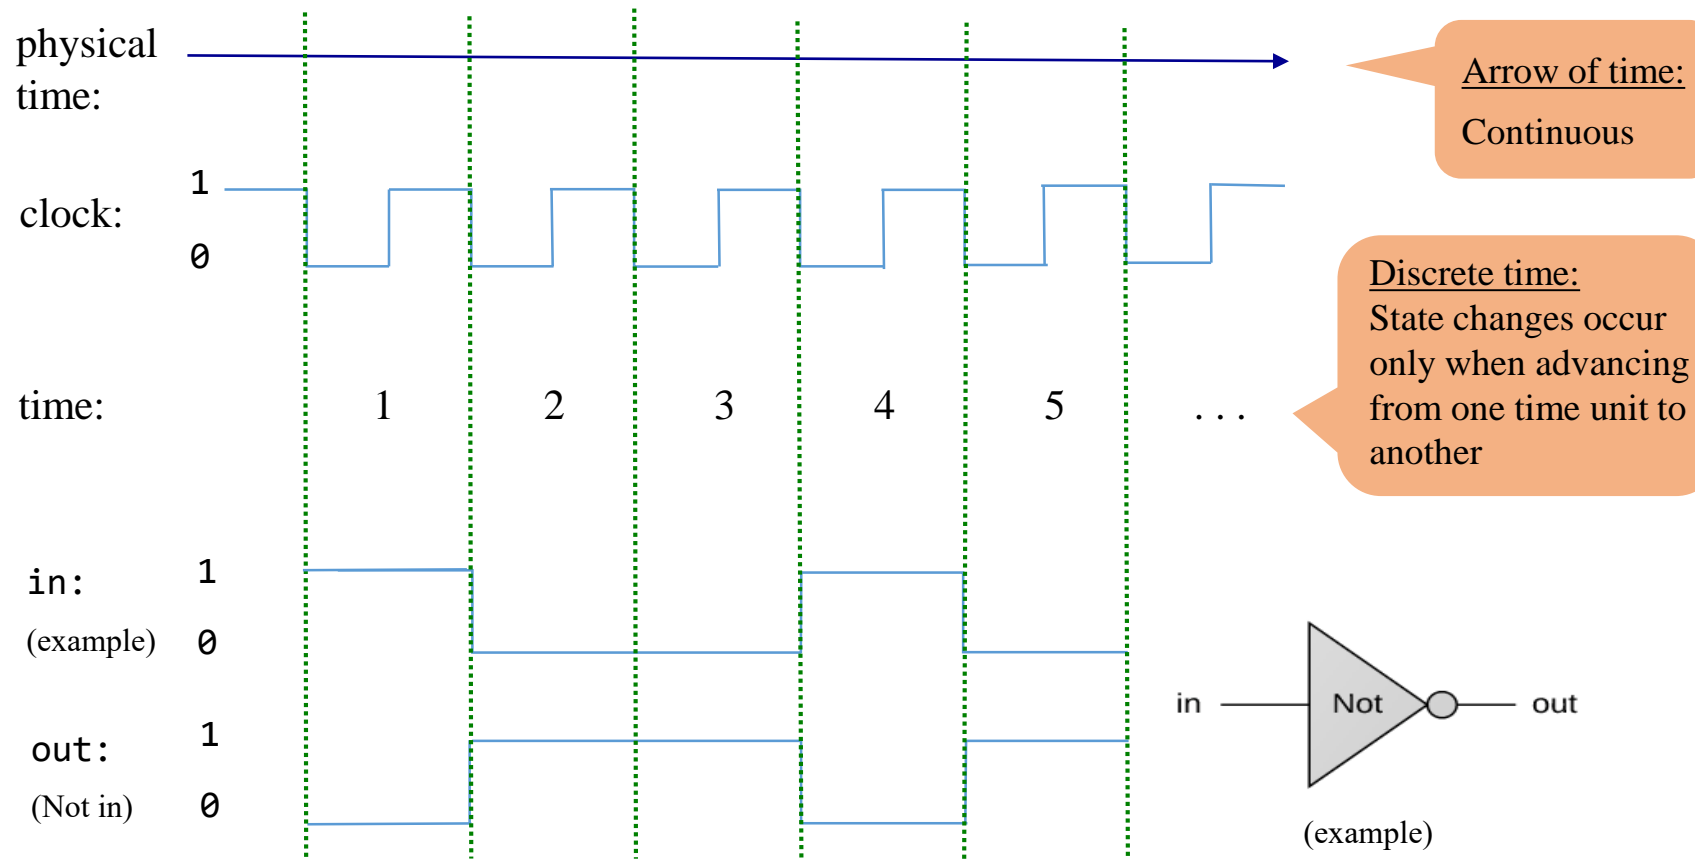 physical
time:
Arrow of time:
Continuous
clock:
1
0
Discrete time:
State changes occur
only when advancing
from one time unit to
another
time:
1 2 3 4 5 . . .
in:
(example)
1
0
in Not out
(example)
out:
(Not in)
1
0